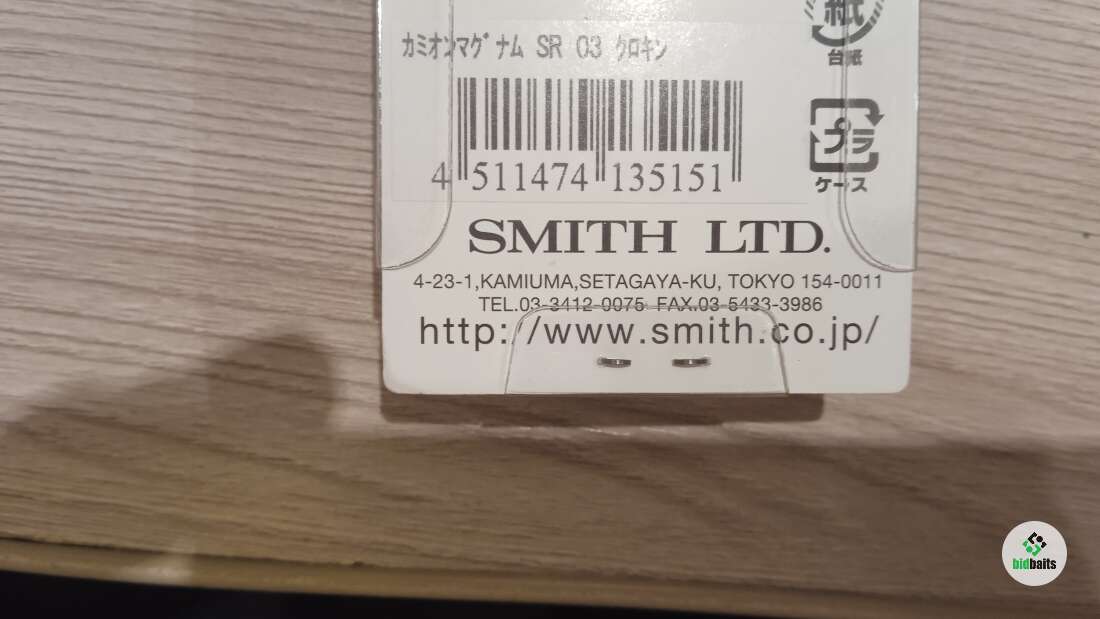 紙
台紙
カミオンマグナム SR 03 クロキン
プラ
ケース
4 511474 135151
SMITH LTD.
4-23-1,KAMIUMA,SETAGAYA-KU, TOKYO 154-0011
TEL.03-3412-0075 FAX.03-5433-3986
http://www.smith.co.jp/
bidbaits